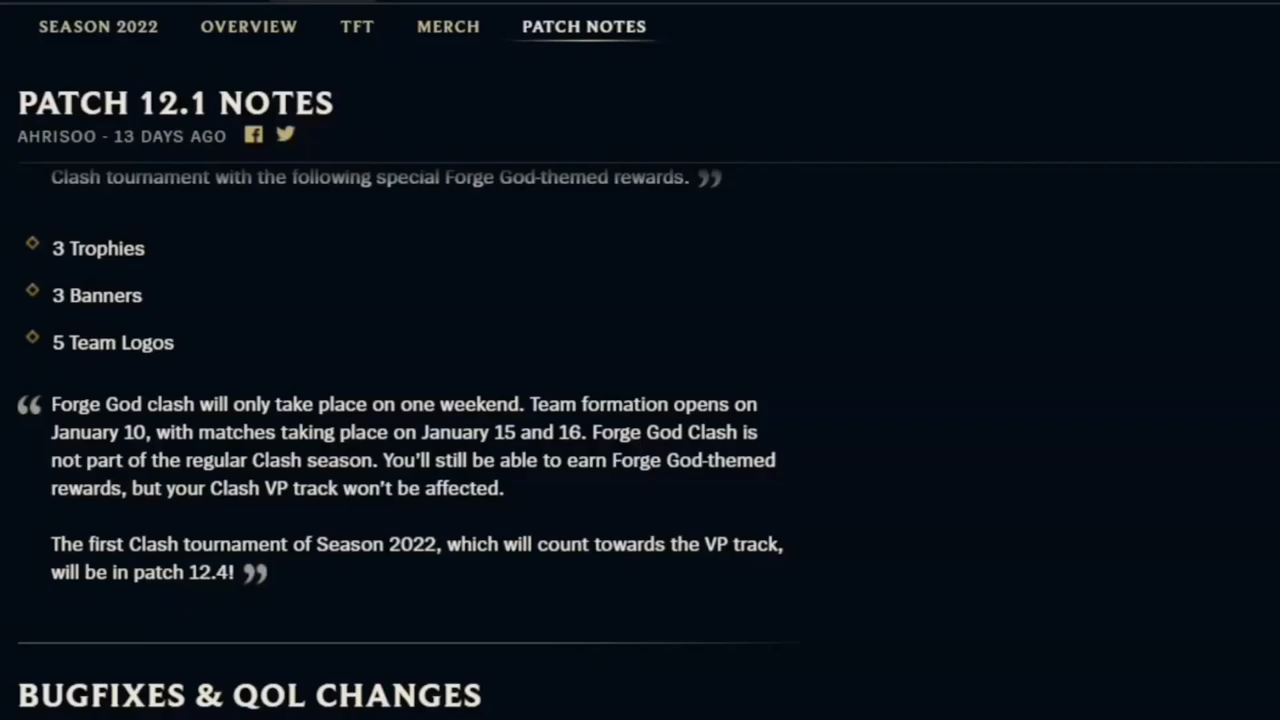 SEASON 2022 OVERVIEW TFT MERCH PATCH NOTES
PATCH 12.1 NOTES
AHRISOO - 13 DAYS AGO
Clash tournament with the following special Forge God-themed rewards. ”
3 Trophies
3 Banners
5 Team Logos
“ Forge God clash will only take place on one weekend. Team formation opens on
January 10, with matches taking place on January 15 and 16. Forge God Clash is
not part of the regular Clash season. You’ll still be able to earn Forge God-themed
rewards, but your Clash VP track won’t be affected.
The first Clash tournament of Season 2022, which will count towards the VP track,
will be in patch 12.4! ”
BUGFIXES & QOL CHANGES